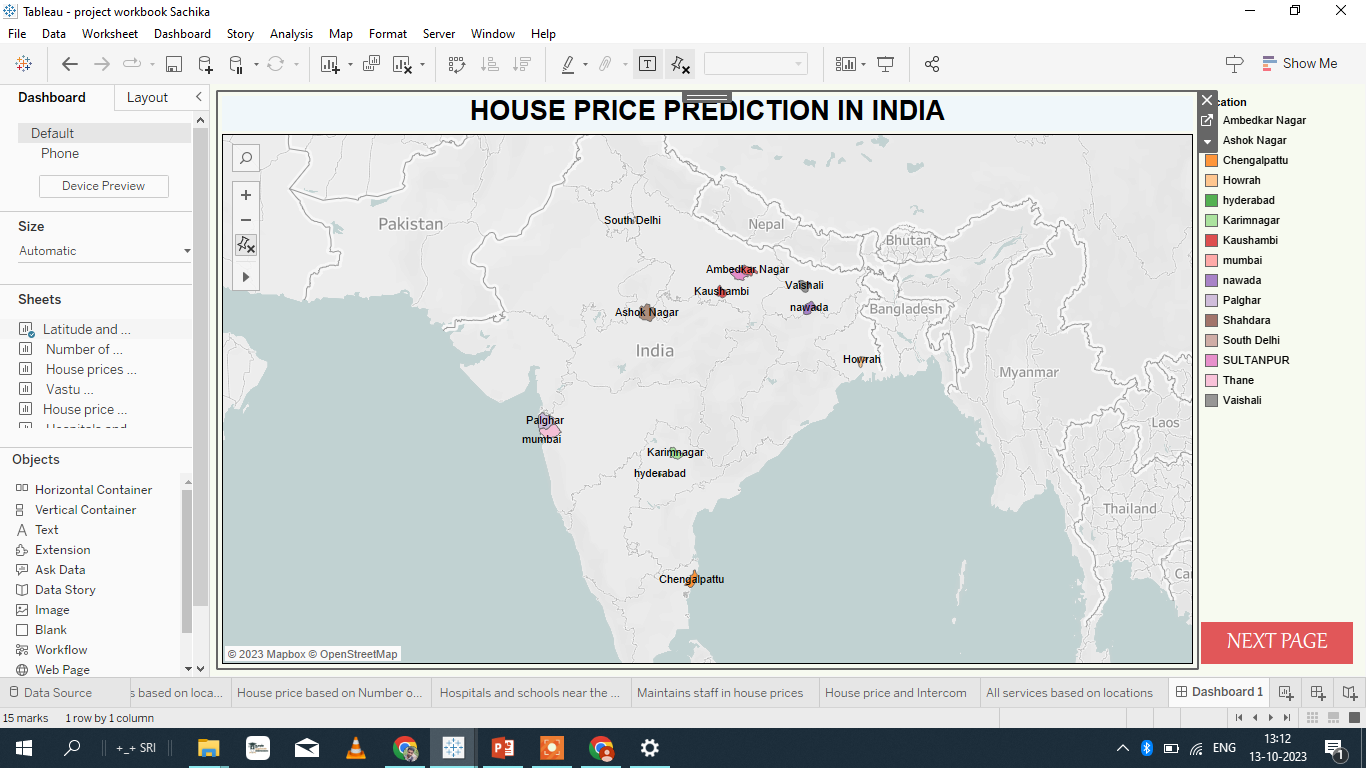 Tableau - project workbook Sachika
File Data Worksheet Dashboard Story Analysis Map Format Server Window Help
Show Me
Dashboard Layout
Default
Phone
Device Preview
Size
Automatic
Sheets
Latitude and ...
Number of ...
House prices ...
Vastu ...
House price ...
Hospitals and
Objects
Horizontal Container
Vertical Container
Text
Extension
Ask Data
Data Story
Image
Blank
Workflow
Web Page
HOUSE PRICE PREDICTION IN INDIA
Pakistan
South Delhi
Nepal
Bhutan
Ambedkar Nagar
Kaushambi
Vaishali
nawada
Bangladesh
Ashok Nagar
India
Howrah
Myanmar
Laos
Palghar
mumbai
Karimnagar
hyderabad
Thailand
Chengalpattu
Ca
© 2023 Mapbox © OpenStreetMap
cation
Ambedkar Nagar
Ashok Nagar
Chengalpattu
Howrah
hyderabad
Karimnagar
Kaushambi
mumbai
nawada
Palghar
Shahdara
South Delhi
SULTANPUR
Thane
Vaishali
NEXT PAGE
Data Source s based on loca... House price based on Number o... Hospitals and schools near the ... Maintains staff in house prices House price and Intercom All services based on locations Dashboard 1
15 marks 1 row by 1 column
+_+ SRI
ENG
13:12
13-10-2023
1